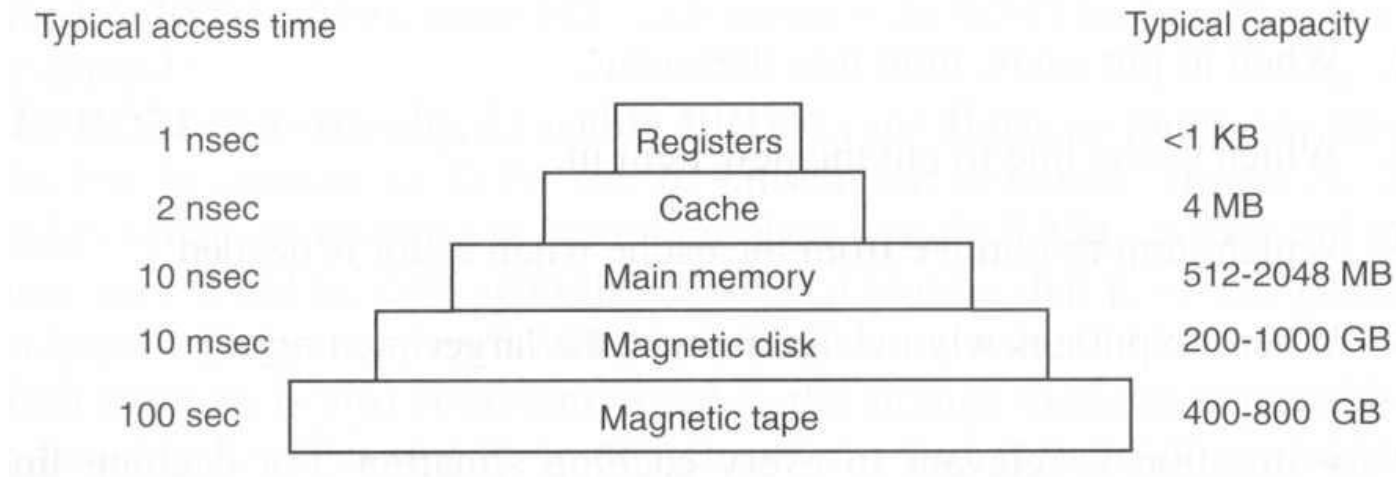 Typical access time Typical capacity
1 nsec Registers <1 KB
2 nsec Cache 4 MB
10 nsec Main memory 512-2048 MB
10 msec Magnetic disk 200-1000 GB
100 sec Magnetic tape 400-800 GB